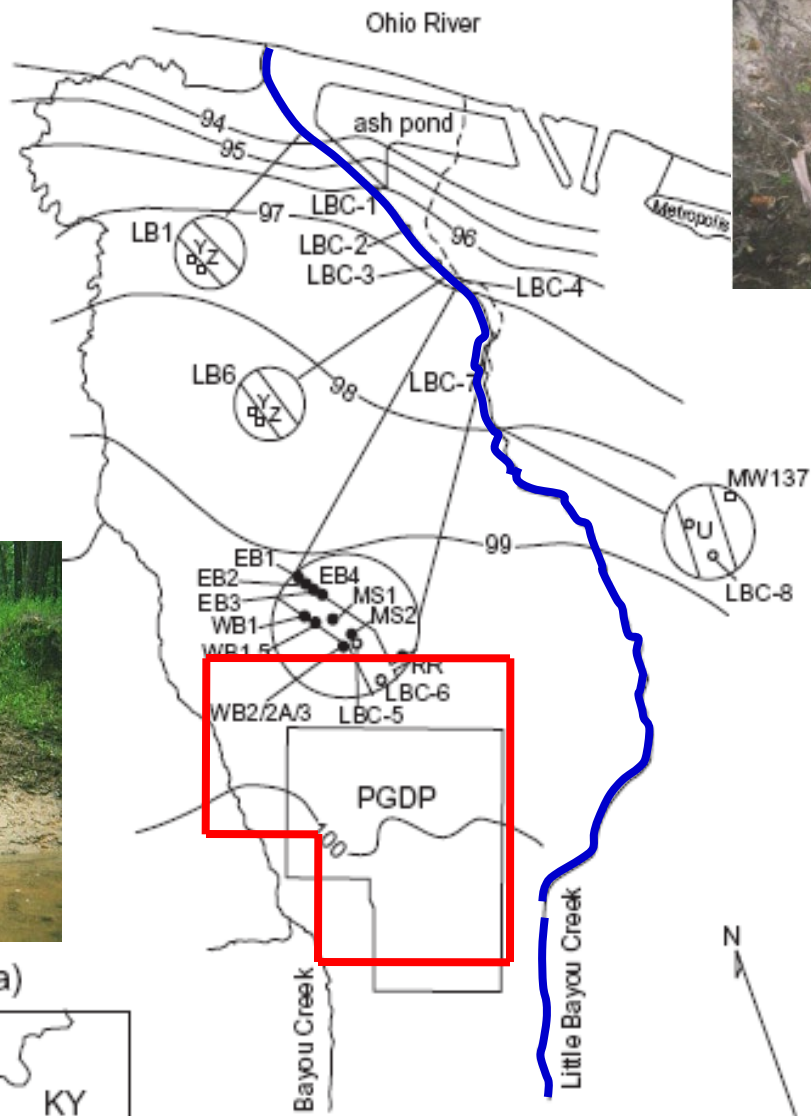 Ohio River
ash pond
94
95
Metropolis
LBC-1
97
LB1
LBC-2
96
Y
Z
LBC-3
LBC-4
LB6
98
LBC-7
Y
Z
MW137
P
U
99
EB1
EB2
EB4
LBC-8
EB3
MS1
WB1
MS2
WB1.5
RR
LBC-6
WB2/2A/3
LBC-5
PGDP
100
Little Bayou Creek
N
Bayou Creek
a)
KY